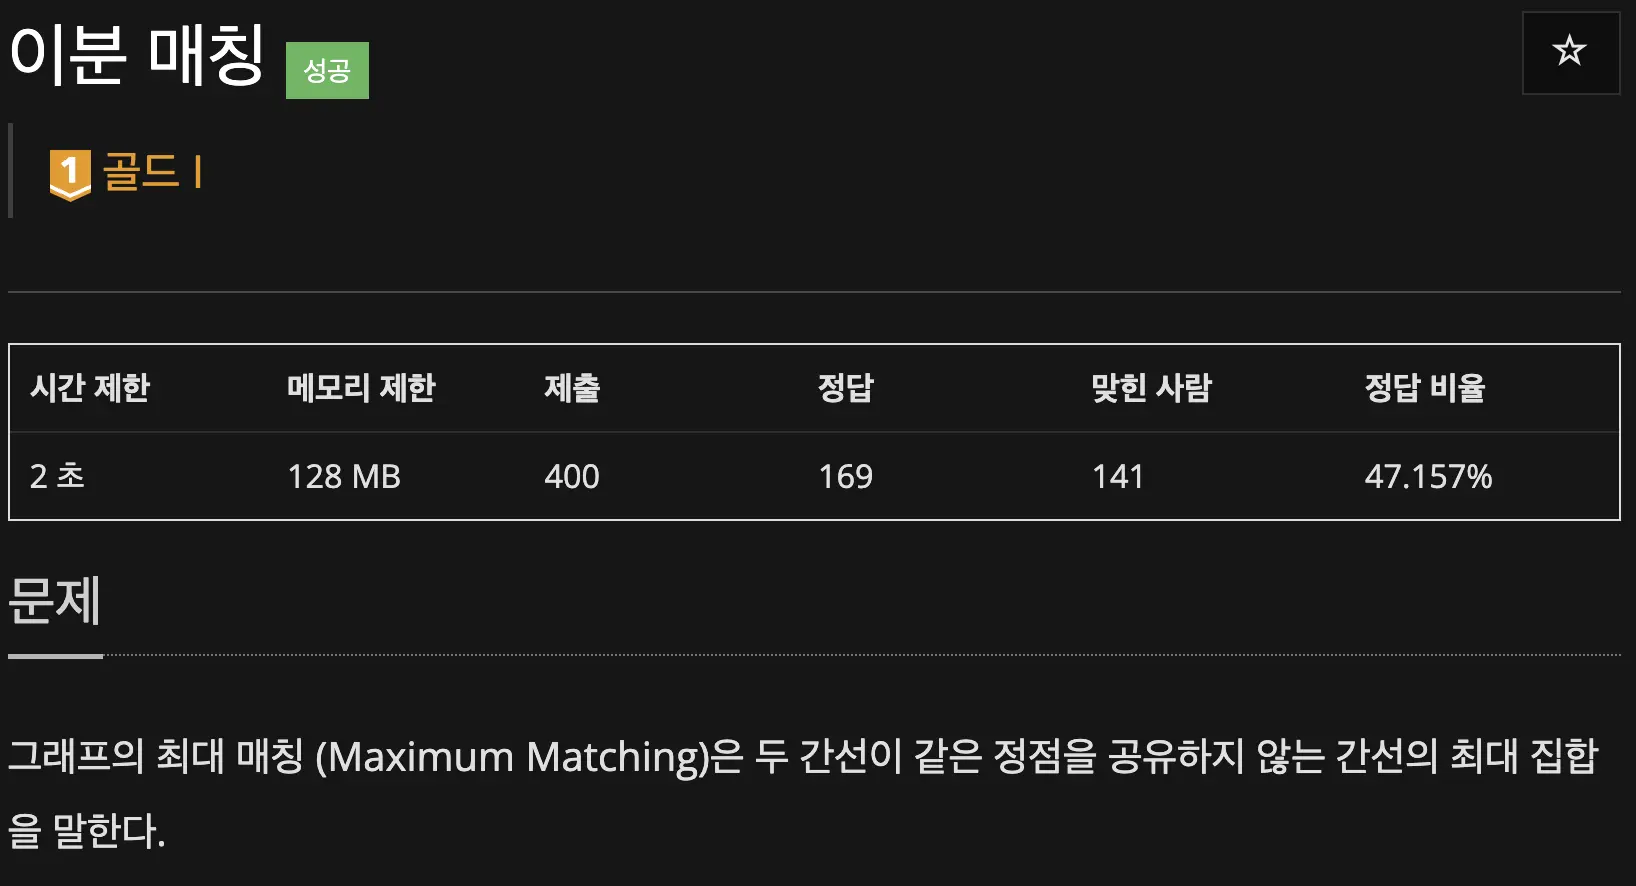 이분 매칭 성공
1 골드 I
시간 제한 메모리 제한 제출 정답 맞힌 사람 정답 비율
2 초 128 MB 400 169 141 47.157%
문제
그래프의 최대 매칭 (Maximum Matching)은 두 간선이 같은 정점을 공유하지 않는 간선의 최대 집합
을 말한다.